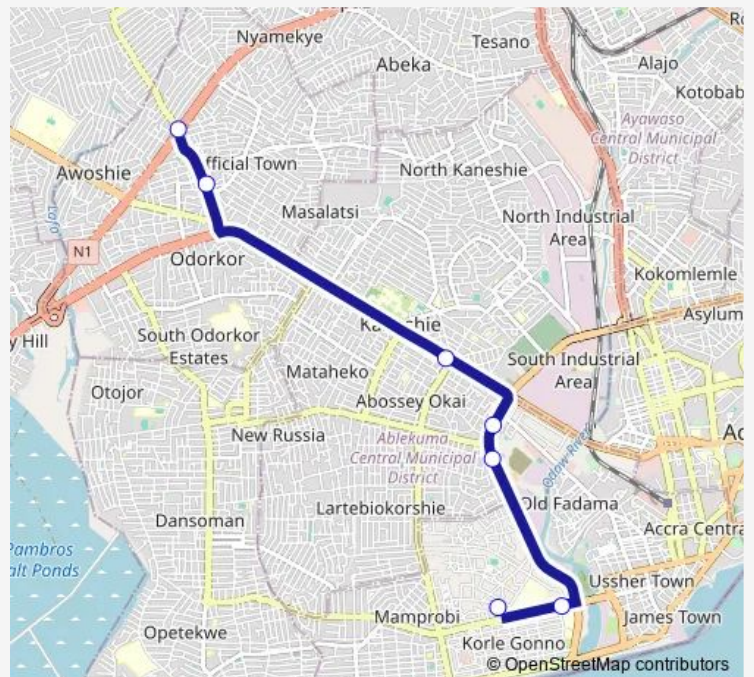 Nyamekye
Tesano
Abeka
Alajo
Kotobab
Ayawaso
Central Municipal
District
fficial Town
North Kaneshie
Awoshie
Masalatsi
North Industrial
Area
N1
Odorkor
Kokomlemle
Asylum
y Hill
South Odorkor
Estates
South Industrial
Area
Mataheko
Otojor
Abossey Okai
New Russia
Ablekuma
Central Municipal
District
Odaw River
Old Fadama
Lartebiokorshie
Dansoman
Accra Centra
Pambros
alt Ponds
Ussher Town
Mamprobi
James Town
Opetekwe
Korle Gonno
© OpenStreetMap contributors